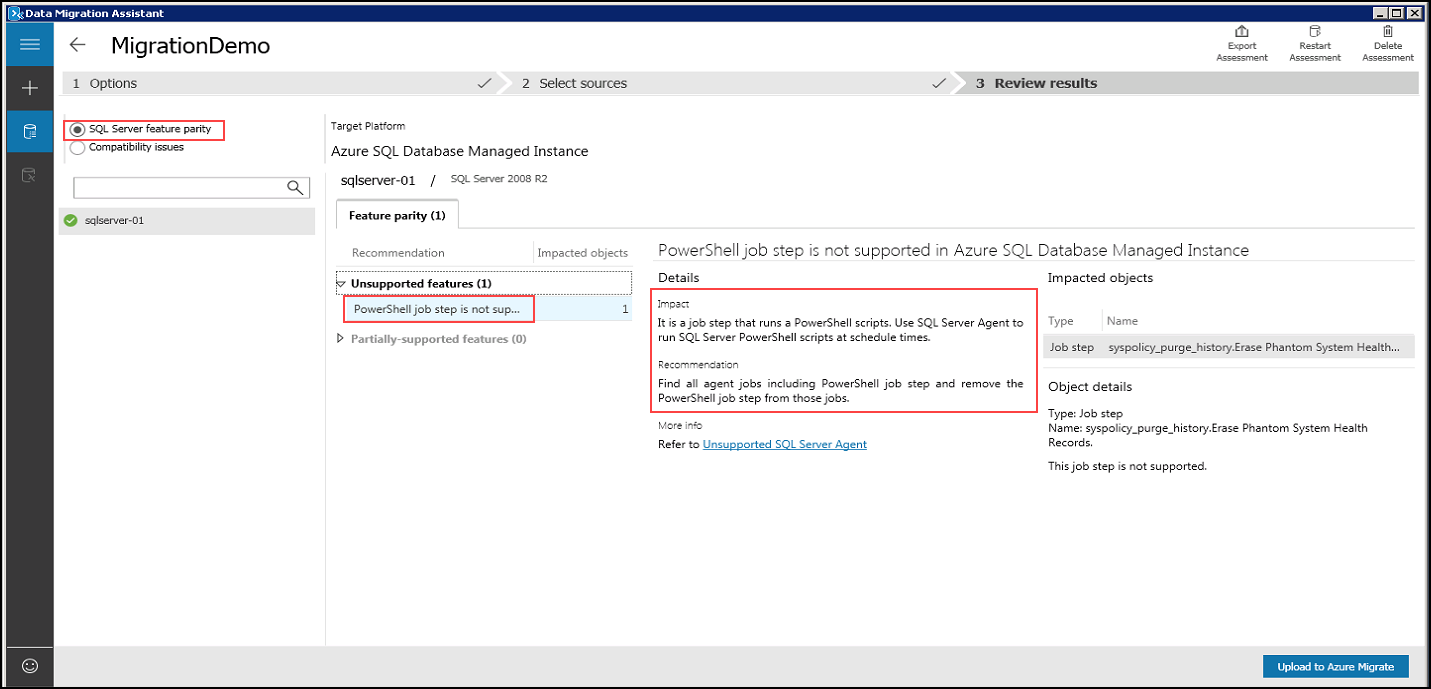 Data Migration Assistant
MigrationDemo
Export
Assessment
Restart
Assessment
Delete
Assessment
1 Options
2 Select sources
3 Review results
SQL Server feature parity
Compatibility issues
sqlserver-01
Target Platform
Azure SQL Database Managed Instance
sqlserver-01 / SQL Server 2008 R2
Feature parity (1)
Recommendation
Impacted objects
Unsupported features (1)
PowerShell job step is not sup... 1
Partially-supported features (0)
PowerShell job step is not supported in Azure SQL Database Managed Instance
Details
Impact
It is a job step that runs a PowerShell scripts. Use SQL Server Agent to
run SQL Server PowerShell scripts at schedule times.
Recommendation
Find all agent jobs including PowerShell job step and remove the
PowerShell job step from those jobs.
More info
Refer to Unsupported SQL Server Agent
Impacted objects
Type Name
Job step syspolicy_purge_history.Erase Phantom System Health...
Object details
Type: Job step
Name: syspolicy_purge_history.Erase Phantom System Health
Records.
This job step is not supported.
Upload to Azure Migrate